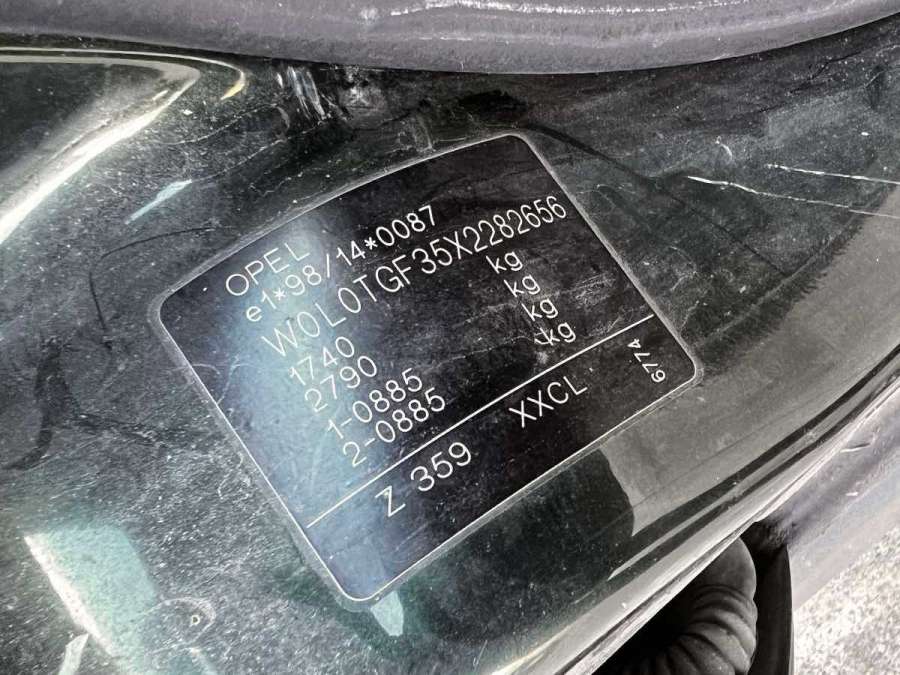 OPEL
e1*98/14*0087
W0L0TGF35X2282656
1740 kg
2790 kg
1-0885 kg
2-0885 kg
Z 359 XXCL 6774